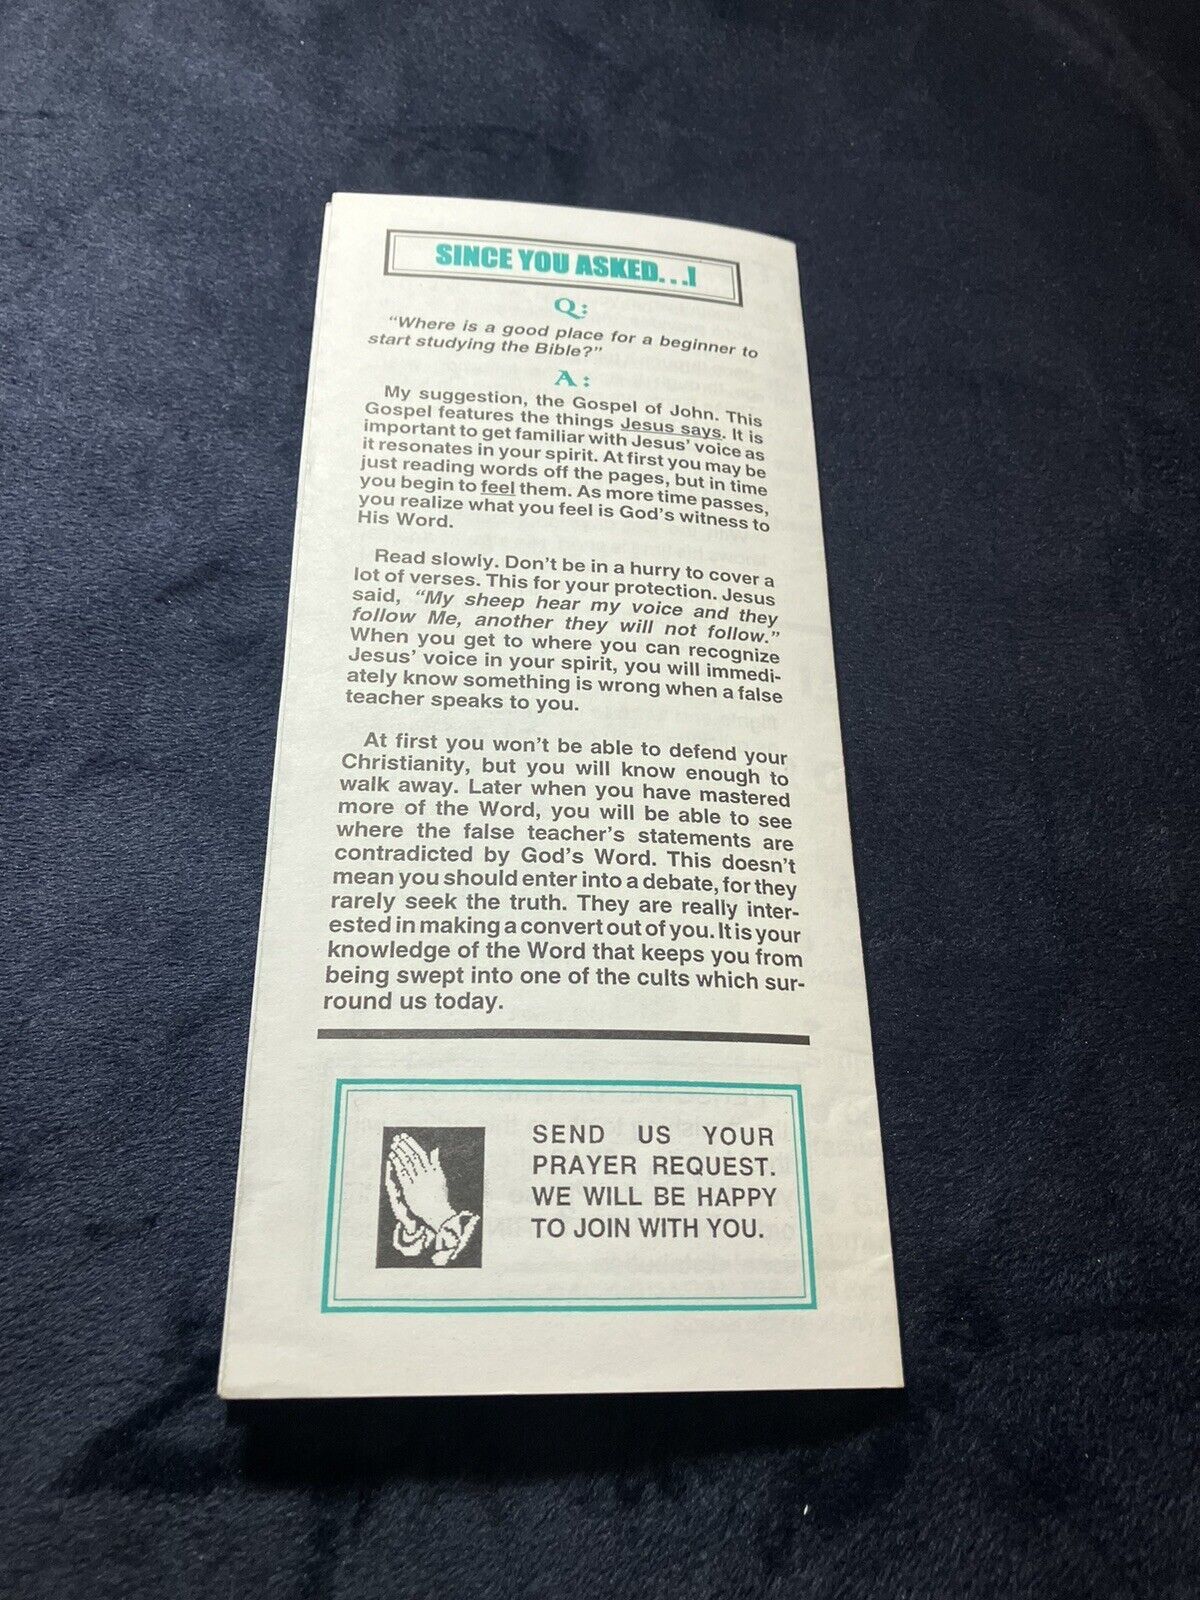 SINCE YOU ASKED. . .!
Q:
"Where is a good place for a beginner to
start studying the Bible?"
A:
My suggestion, the Gospel of John. This
Gospel features the things Jesus says. It is
important to get familiar with Jesus' voice as
it resonates in your spirit. At first you may be
just reading words off the pages, but in time
you begin to feel them. As more time passes,
you realize what you feel is God's witness to
His Word.
Read slowly. Don't be in a hurry to cover a
lot of verses. This for your protection. Jesus
said, "My sheep hear my voice and they
follow Me, another they will not follow."
When you get to where you can recognize
Jesus' voice in your spirit, you will immedi-
ately know something is wrong when a false
teacher speaks to you.
At first you won't be able to defend your
Christianity, but you will know enough to
walk away. Later when you have mastered
more of the Word, you will be able to see
where the false teacher's statements are
contradicted by God's Word. This doesn't
mean you should enter into a debate, for they
rarely seek the truth. They are really inter-
ested in making a convert out of you. It is your
knowledge of the Word that keeps you from
being swept into one of the cults which sur-
round us today.
SEND US YOUR
PRAYER REQUEST.
WE WILL BE HAPPY
TO JOIN WITH YOU.